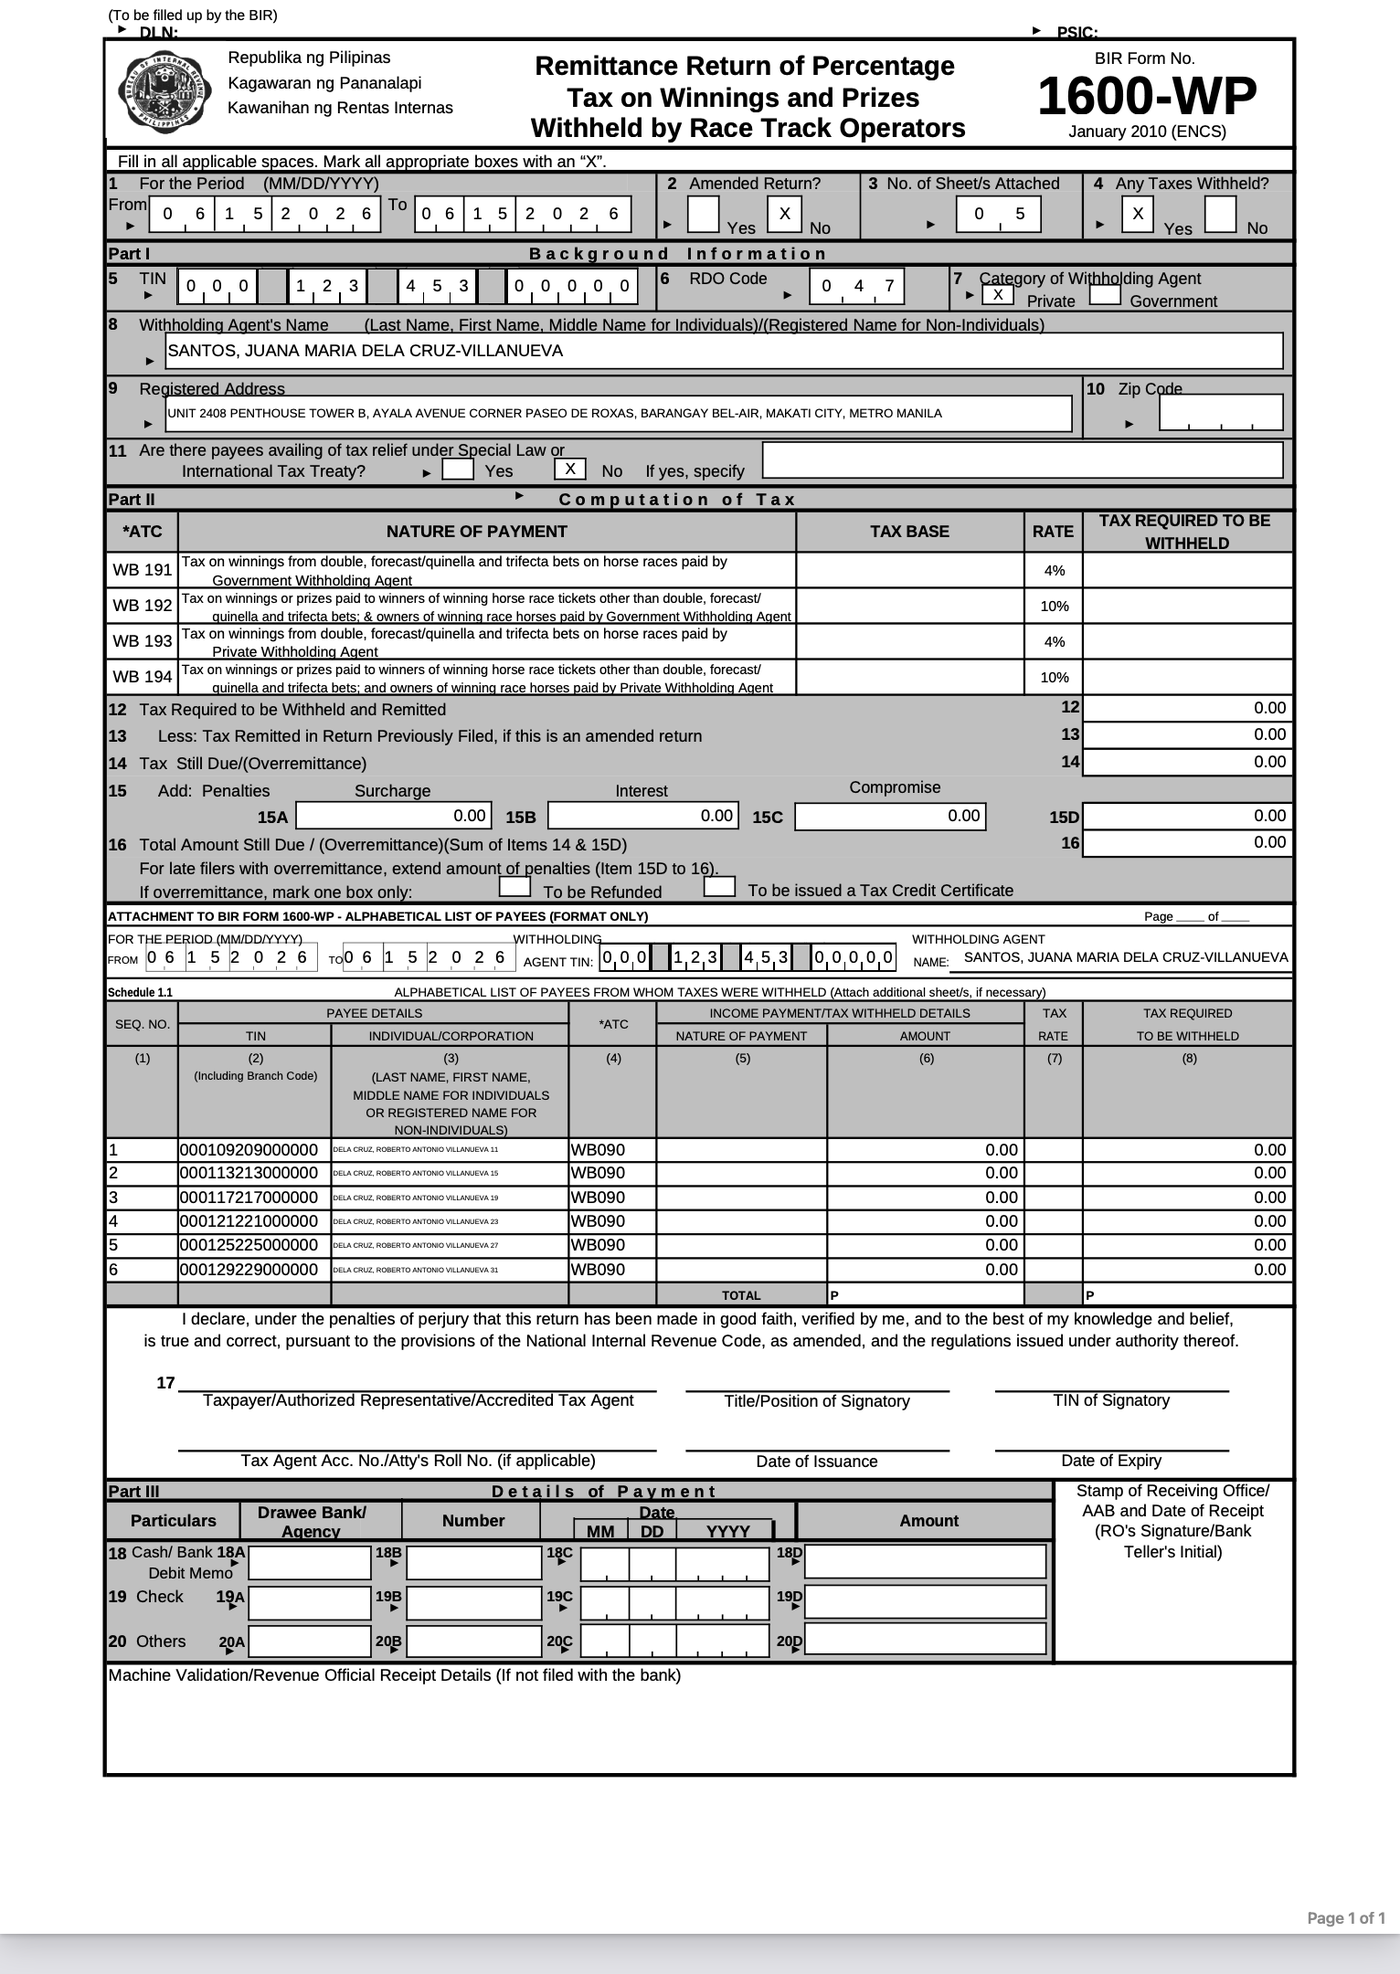 (To be filled up by the BIR)
DLN: PSIC:
Republika ng Pilipinas
Kagawaran ng Pananalapi
Kawanihan ng Rentas Internas
Remittance Return of Percentage
Tax on Winnings and Prizes
Withheld by Race Track Operators
BIR Form No.
1600-WP
January 2010 (ENCS)
Fill in all applicable spaces. Mark all appropriate boxes with an “X”.
1 For the Period (MM/DD/YYYY) 2 Amended Return? 3 No. of Sheet/s Attached 4 Any Taxes Withheld?
From 0 6 1 5 2 0 2 6 To 0 6 1 5 2 0 2 6 Yes X No 0 5 X Yes No
Part I Background Information
5 TIN 0 0 0 1 2 3 4 5 3 0 0 0 0 0 6 RDO Code 0 4 7 7 Category of Withholding Agent
X Private Government
8 Withholding Agent's Name (Last Name, First Name, Middle Name for Individuals)/(Registered Name for Non-Individuals)
SANTOS, JUANA MARIA DELA CRUZ-VILLANUEVA
9 Registered Address 10 Zip Code
UNIT 2408 PENTHOUSE TOWER B, AYALA AVENUE CORNER PASEO DE ROXAS, BARANGAY BEL-AIR, MAKATI CITY, METRO MANILA
11 Are there payees availing of tax relief under Special Law or
International Tax Treaty? Yes X No If yes, specify
Part II Computation of Tax
*ATC NATURE OF PAYMENT TAX BASE RATE TAX REQUIRED TO BE WITHHELD
WB 191 Tax on winnings from double, forecast/quinella and trifecta bets on horse races paid by
Government Withholding Agent 4%
WB 192 Tax on winnings or prizes paid to winners of winning horse race tickets other than double, forecast/
quinella and trifecta bets; & owners of winning race horses paid by Government Withholding Agent 10%
WB 193 Tax on winnings from double, forecast/quinella and trifecta bets on horse races paid by
Private Withholding Agent 4%
WB 194 Tax on winnings or prizes paid to winners of winning horse race tickets other than double, forecast/
quinella and trifecta bets; and owners of winning race horses paid by Private Withholding Agent 10%
12 Tax Required to be Withheld and Remitted 12 0.00
13 Less: Tax Remitted in Return Previously Filed, if this is an amended return 13 0.00
14 Tax Still Due/(Overremittance) 14 0.00
15 Add: Penalties Surcharge Interest Compromise
15A 0.00 15B 0.00 15C 0.00 15D 0.00
16 Total Amount Still Due / (Overremittance)(Sum of Items 14 & 15D) 16 0.00
For late filers with overremittance, extend amount of penalties (Item 15D to 16).
If overremittance, mark one box only: To be Refunded To be issued a Tax Credit Certificate
ATTACHMENT TO BIR FORM 1600-WP - ALPHABETICAL LIST OF PAYEES (FORMAT ONLY) Page ____ of ____
FOR THE PERIOD (MM/DD/YYYY) WITHHOLDING WITHHOLDING AGENT
FROM 0 6 1 5 2 0 2 6 TO 0 6 1 5 2 0 2 6 AGENT TIN: 0 0 0 1 2 3 4 5 3 0 0 0 0 0 NAME: SANTOS, JUANA MARIA DELA CRUZ-VILLANUEVA
Schedule 1.1 ALPHABETICAL LIST OF PAYEES FROM WHOM TAXES WERE WITHHELD (Attach additional sheet/s, if necessary)
SEQ. NO. PAYEE DETAILS *ATC INCOME PAYMENT/TAX WITHHELD DETAILS TAX TAX REQUIRED
TIN INDIVIDUAL/CORPORATION NATURE OF PAYMENT AMOUNT RATE TO BE WITHHELD
(1) (2) (3) (4) (5) (6) (7) (8)
(Including Branch Code) (LAST NAME, FIRST NAME,
MIDDLE NAME FOR INDIVIDUALS
OR REGISTERED NAME FOR
NON-INDIVIDUALS)
1 000109209000000 DELA CRUZ, ROBERTO ANTONIO VILLANUEVA 11 WB090 0.00 0.00
2 000113213000000 DELA CRUZ, ROBERTO ANTONIO VILLANUEVA 15 WB090 0.00 0.00
3 000117217000000 DELA CRUZ, ROBERTO ANTONIO VILLANUEVA 19 WB090 0.00 0.00
4 000121221000000 DELA CRUZ, ROBERTO ANTONIO VILLANUEVA 23 WB090 0.00 0.00
5 000125225000000 DELA CRUZ, ROBERTO ANTONIO VILLANUEVA 27 WB090 0.00 0.00
6 000129229000000 DELA CRUZ, ROBERTO ANTONIO VILLANUEVA 31 WB090 0.00 0.00
TOTAL P P
I declare, under the penalties of perjury that this return has been made in good faith, verified by me, and to the best of my knowledge and belief,
is true and correct, pursuant to the provisions of the National Internal Revenue Code, as amended, and the regulations issued under authority thereof.
17
Taxpayer/Authorized Representative/Accredited Tax Agent Title/Position of Signatory TIN of Signatory
Tax Agent Acc. No./Atty's Roll No. (if applicable) Date of Issuance Date of Expiry
Part III Details of Payment
Particulars Drawee Bank/ Agency Number Date Amount
MM DD YYYY
Stamp of Receiving Office/
AAB and Date of Receipt
(RO's Signature/Bank
Teller's Initial)
18 Cash/ Bank 18A 18B 18C 18D
Debit Memo
19 Check 19A 19B 19C 19D
20 Others 20A 20B 20C 20D
Machine Validation/Revenue Official Receipt Details (If not filed with the bank)
Page 1 of 1